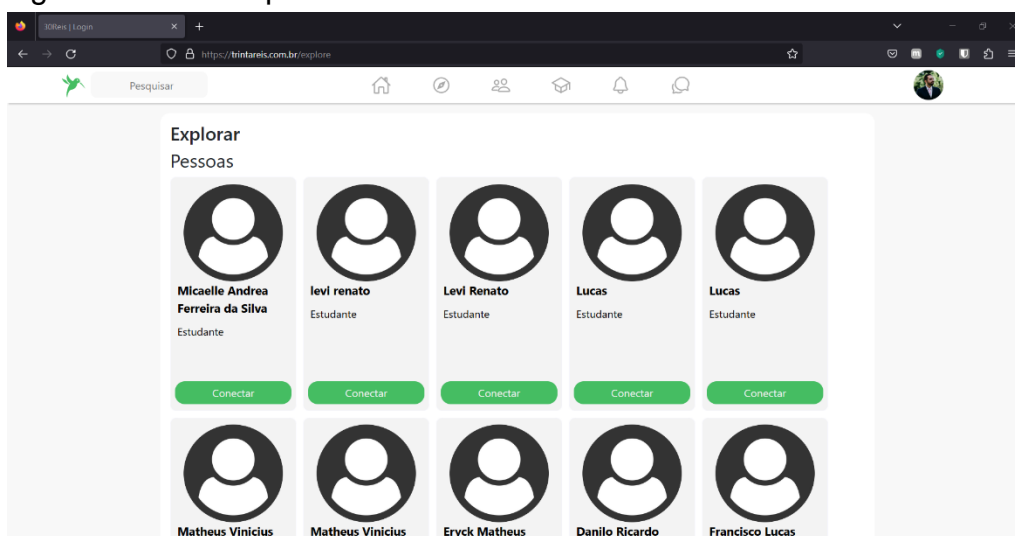 30Reis | Login
https://trintareis.com.br/explore
Pesquisar
Explorar
Pessoas
Micaelle Andrea
Ferreira da Silva
Estudante
Conectar
levi renato
Estudante
Conectar
Levi Renato
Estudante
Conectar
Lucas
Estudante
Conectar
Lucas
Estudante
Conectar
Matheus Vinicius
Matheus Vinicius
Eryck Matheus
Danilo Ricardo
Francisco Lucas